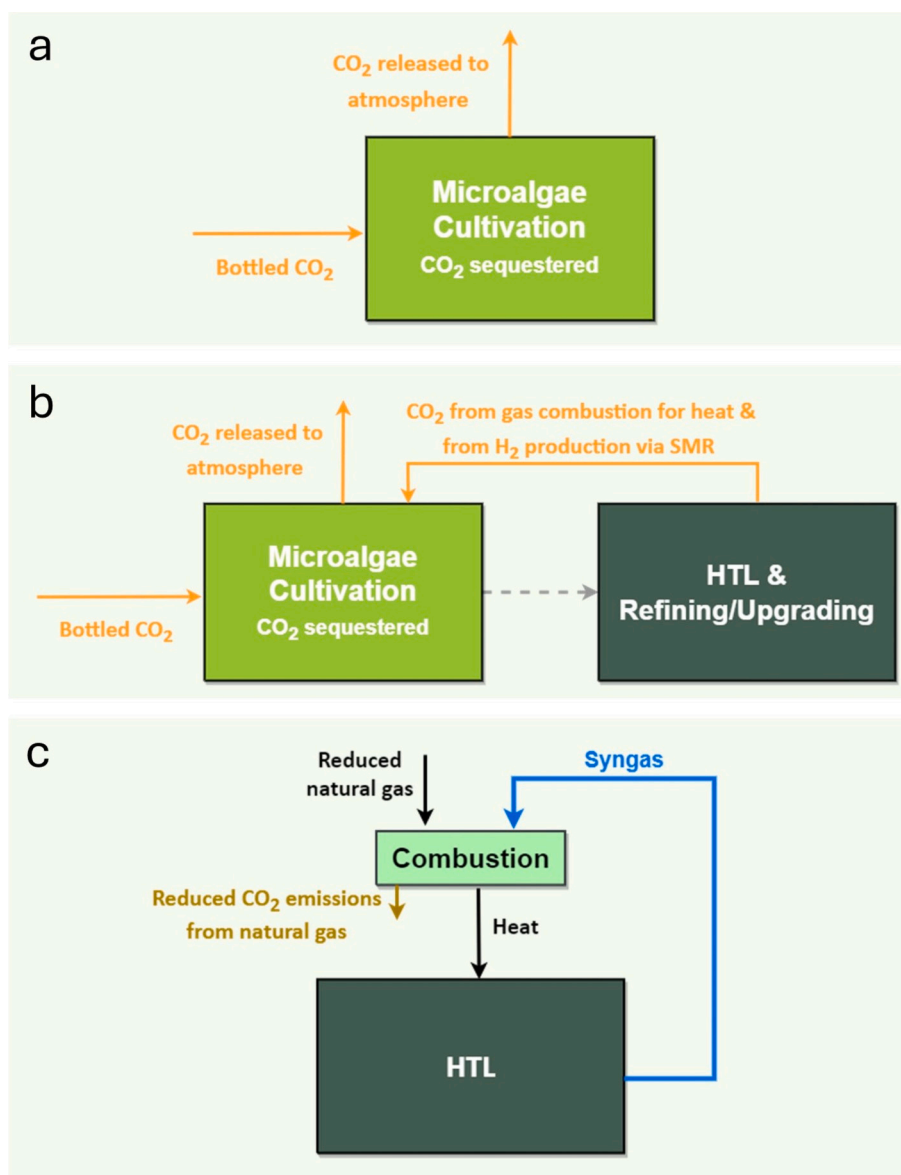 a
CO₂ released to
atmosphere
Microalgae
Cultivation
CO₂ sequestered
Bottled CO₂
b
CO₂ released to
atmosphere
CO₂ from gas combustion for heat &
from H₂ production via SMR
Microalgae
Cultivation
CO₂ sequestered
Bottled CO₂
HTL &
Refining/Upgrading
c
Reduced
natural gas
Syngas
Combustion
Reduced CO₂ emissions
from natural gas
Heat
HTL